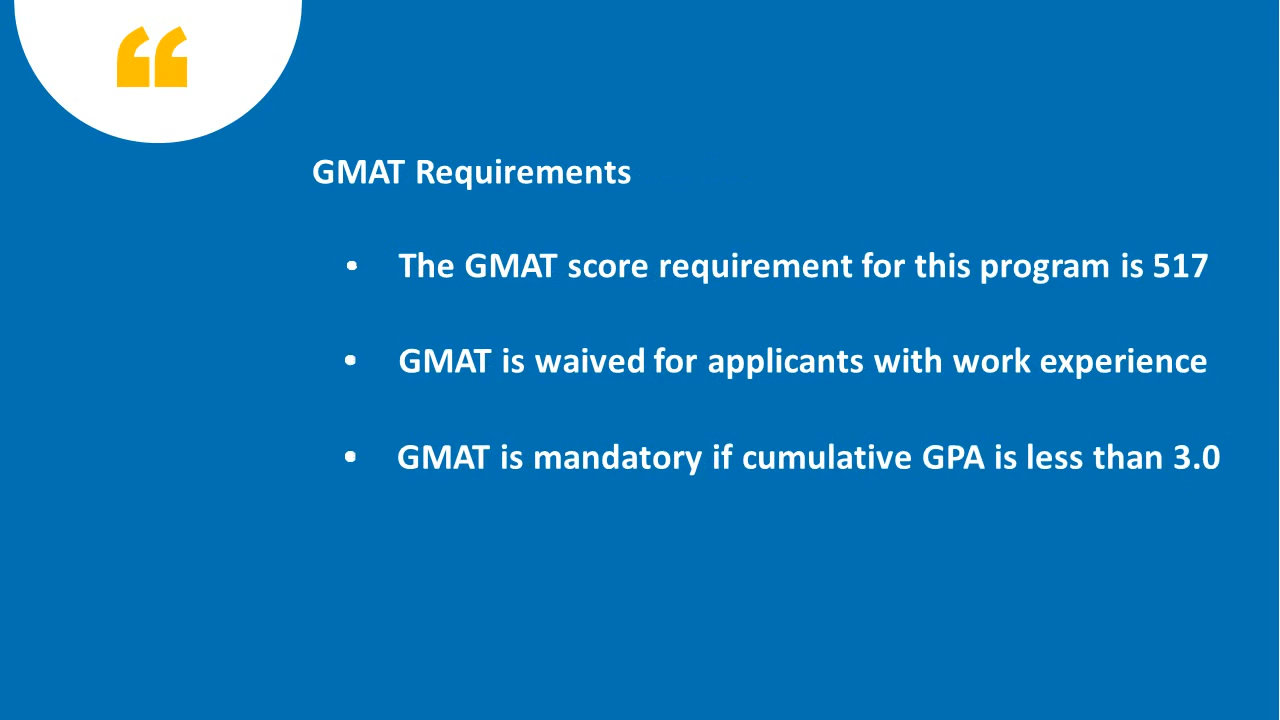 “
GMAT Requirements
• The GMAT score requirement for this program is 517
• GMAT is waived for applicants with work experience
• GMAT is mandatory if cumulative GPA is less than 3.0